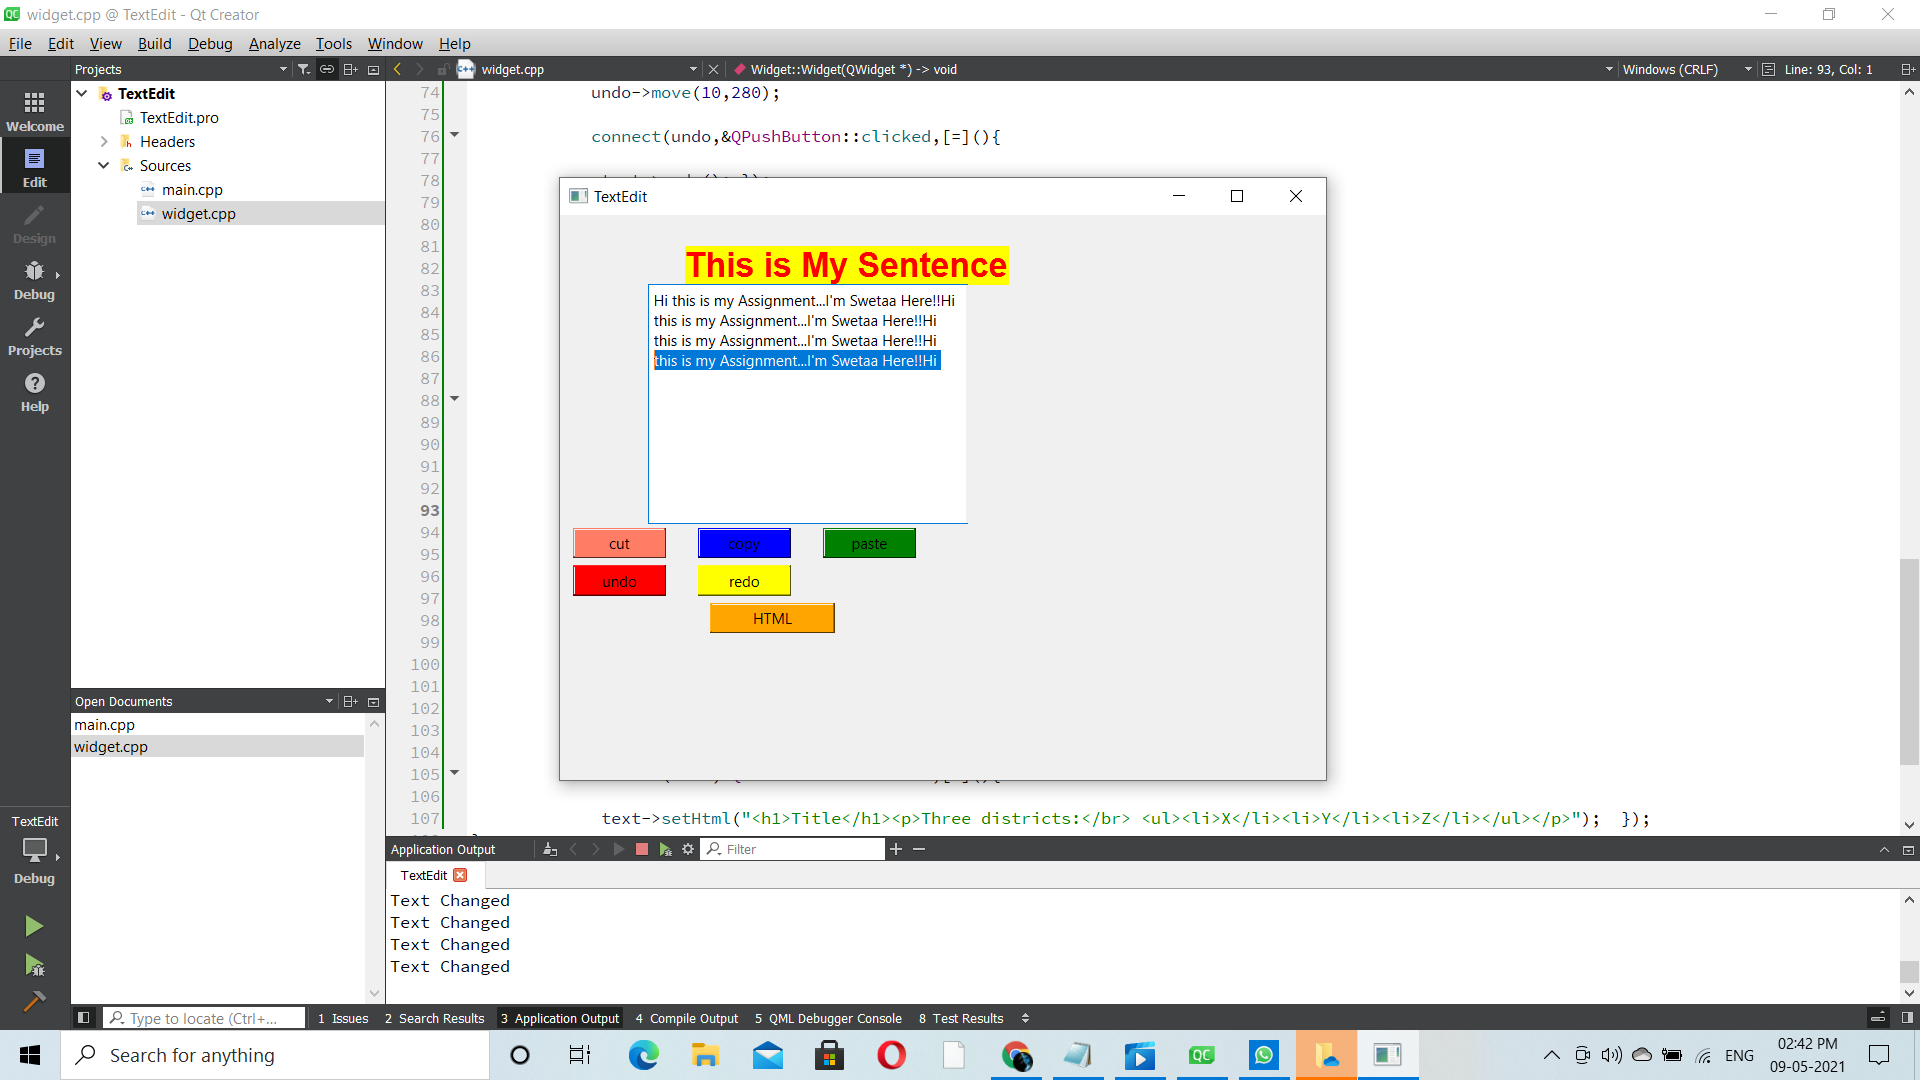 widget.cpp @ TextEdit - Qt Creator
File Edit View Build Debug Analyze Tools Window Help
Projects
widget.cpp
Widget::Widget(QWidget *) -> void
Windows (CRLF)
Line: 93, Col: 1
Welcome
Edit
Design
Debug
Projects
Help
TextEdit
TextEdit.pro
Headers
Sources
main.cpp
widget.cpp
Open Documents
main.cpp
widget.cpp
TextEdit
Debug
74 undo->move(10,280);
75
76 connect(undo,&QPushButton::clicked,[=](){
77
78
79
80
81
82
83
84
85
86
87
88
89
90
91
92
93
94
95
96
97
98
99
100
101
102
103
104
105
106
107 text->setHtml("<h1>Title</h1><p>Three districts:</br> <ul><li>X</li><li>Y</li><li>Z</li></ul></p>"); });
TextEdit
This is My Sentence
Hi this is my Assignment...I'm Swetaa Here!!Hi
this is my Assignment...I'm Swetaa Here!!Hi
this is my Assignment...I'm Swetaa Here!!Hi
this is my Assignment...I'm Swetaa Here!!Hi
cut copy paste
undo redo
HTML
Application Output
Filter
TextEdit
Text Changed
Text Changed
Text Changed
Text Changed
Type to locate (Ctrl+...
1 Issues 2 Search Results 3 Application Output 4 Compile Output 5 QML Debugger Console 8 Test Results
Search for anything
ENG
02:42 PM
09-05-2021